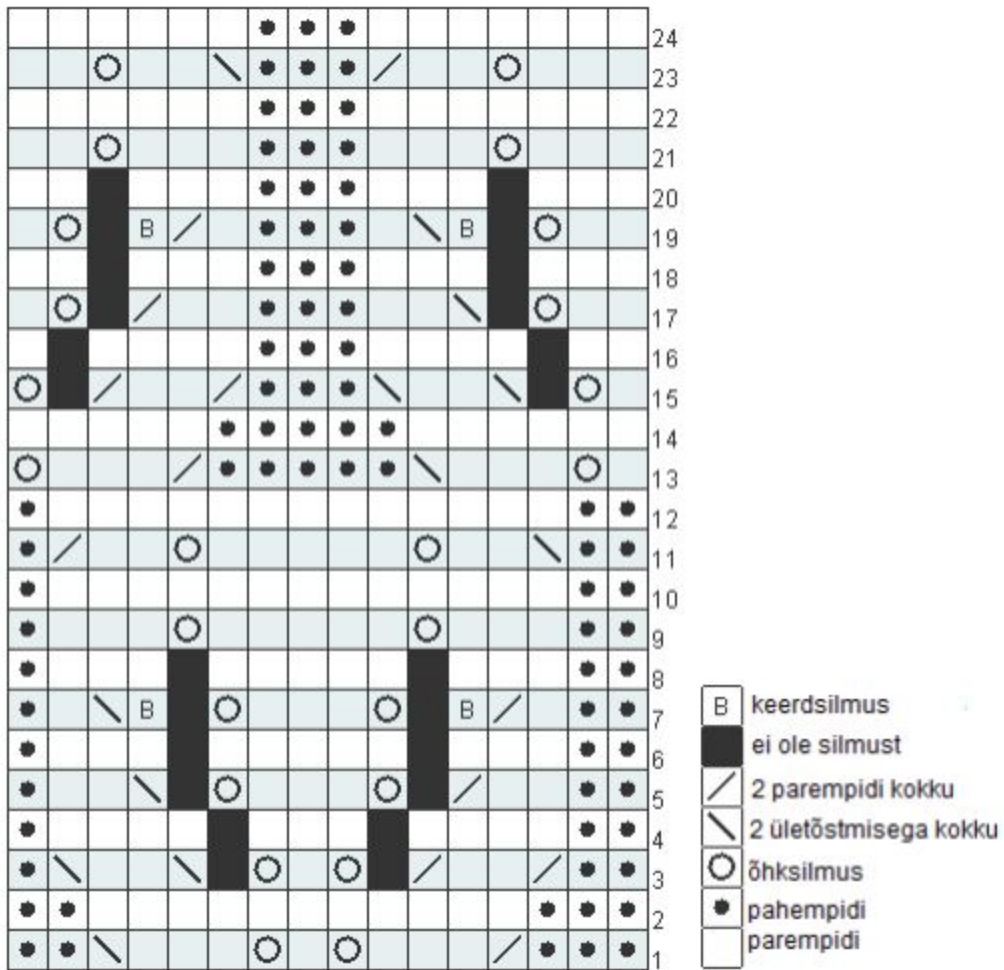 24
23
22
21
20
B B 19
18
17
16
15
14
13
12
11
10
9
8
B B 7
6
5
4
3
2
1
B keerdsilmus
ei ole silmust
2 parempidi kokku
2 ületõstmisega kokku
õhksilmus
pahempidi
parempidi